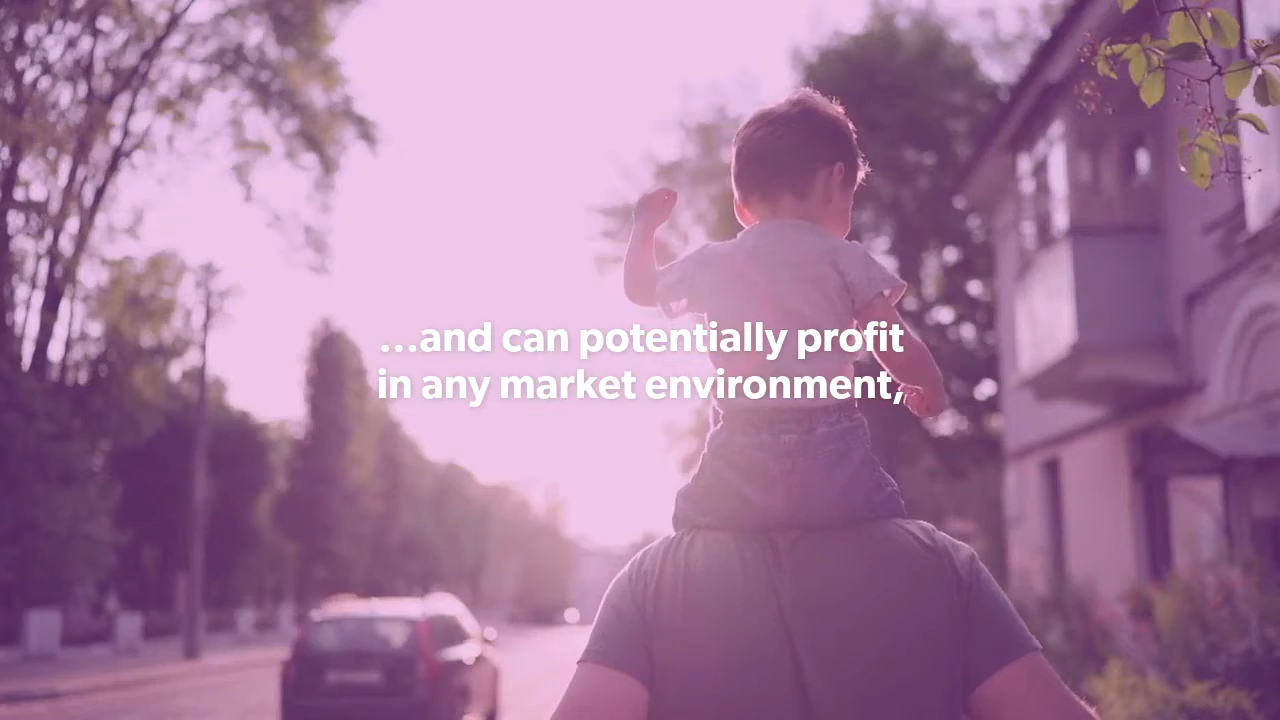 ...and can potentially profit
in any market environment,